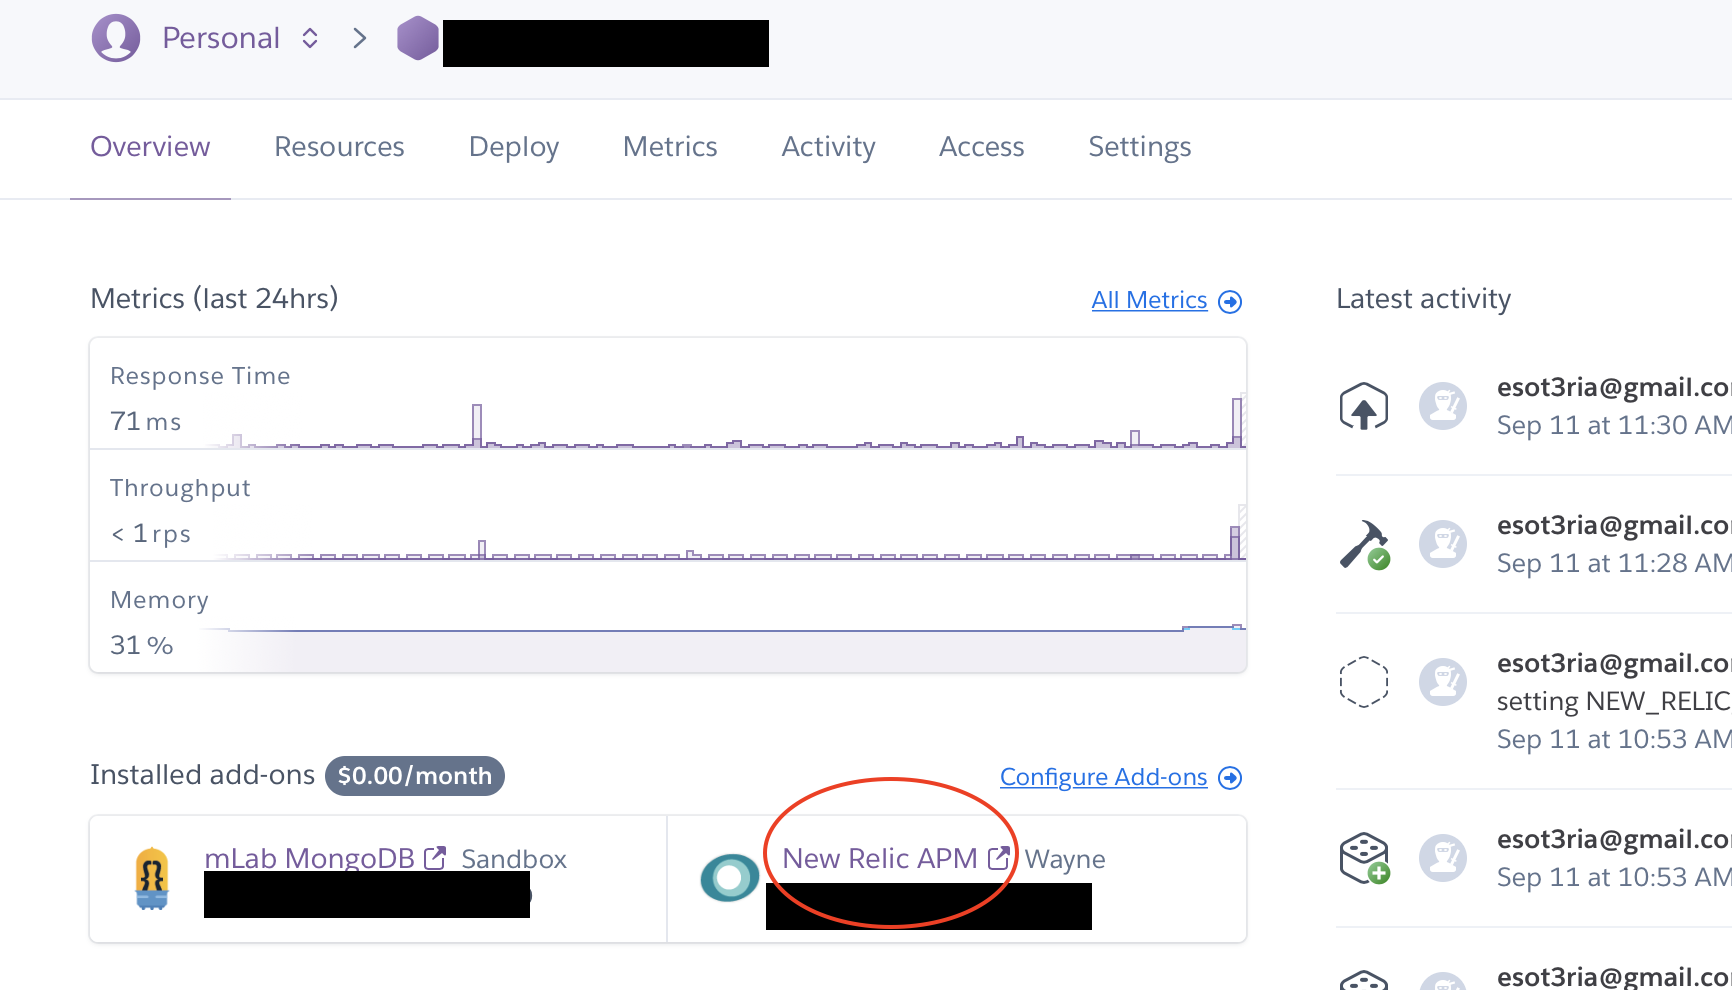 Personal
Overview Resources Deploy Metrics Activity Access Settings
Metrics (last 24hrs)
All Metrics
Response Time
71 ms
Throughput
< 1 rps
Memory
31 %
Installed add-ons $0.00/month
Configure Add-ons
mLab MongoDB Sandbox
New Relic APM Wayne
Latest activity
esot3ria@gmail.co
Sep 11 at 11:30 AM
esot3ria@gmail.co
Sep 11 at 11:28 AM
esot3ria@gmail.co
setting NEW_RELIC
Sep 11 at 10:53 AM
esot3ria@gmail.co
Sep 11 at 10:53 AM
esot3ria@gmail.co